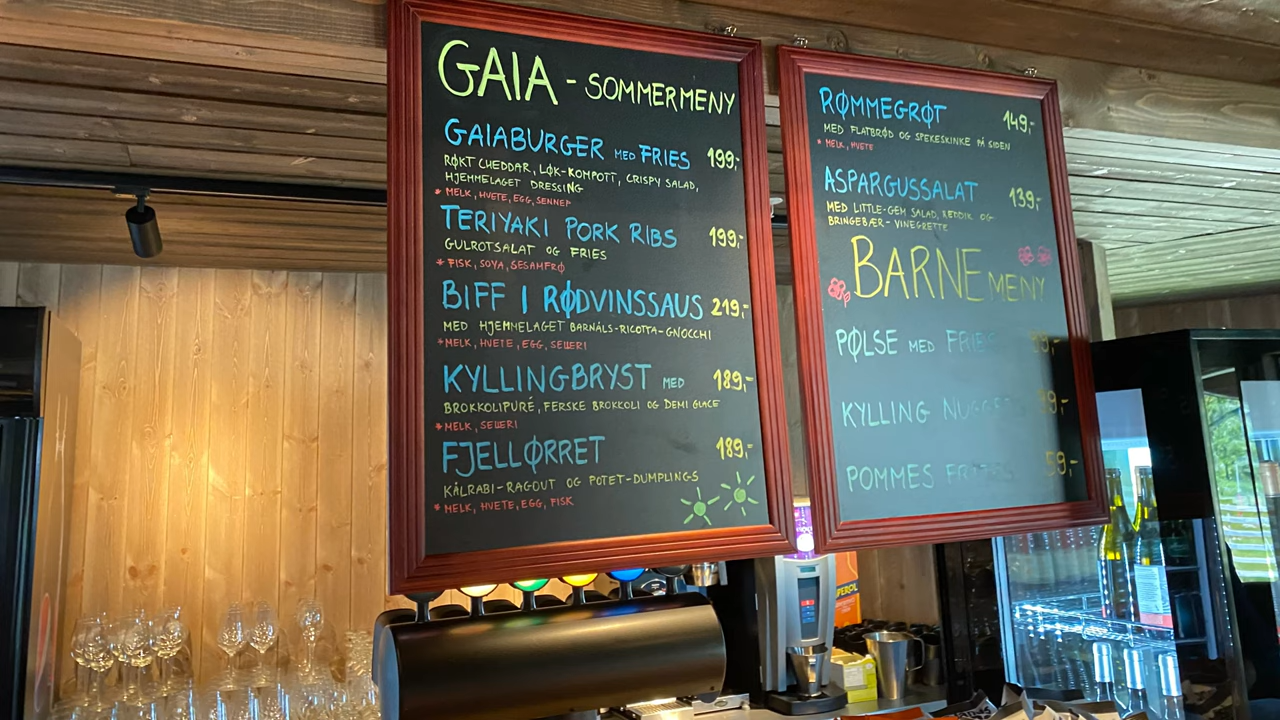 GAIA - SOMMERMENY
GAIABURGER MED FRIES 199,-
RØKT CHEDDAR, LØK-KOMPOTT, CRISPY SALAD,
HJEMMELAGET DRESSING
* MELK, HVETE, EGG, SENNEP
TERIYAKI PORK RIBS 199,-
GULROTSALAT OG FRIES
* FISK, SOYA, SESAMFRØ
BIFF I RØDVINSSAUS 219,-
MED HJEMMELAGET BARNÅLS-RICOTTA-GNOCCHI
* MELK, HVETE, EGG, SELLERI
KYLLINGBRYST MED 189,-
BROKKOLIPURÉ, FERSKE BROKKOLI OG DEMI GLACE
* MELK, SELLERI
FJELLØRRET 189,-
KÅLRABI-RAGOUT OG POTET-DUMPLINGS
* MELK, HVETE, EGG, FISK
RØMMEGRØT 149,-
MED FLATBRØD OG SPEKESKINKE PÅ SIDEN
* MELK, HVETE
ASPARGUSSALAT 139,-
MED LITTLE-GEM SALAD, REDDIK OG
BRINGEBÆR-VINEGRETTE
BARNEMENY
PØLSE MED FRIES
KYLLING NUGGETS
POMMES FRITES 59,-